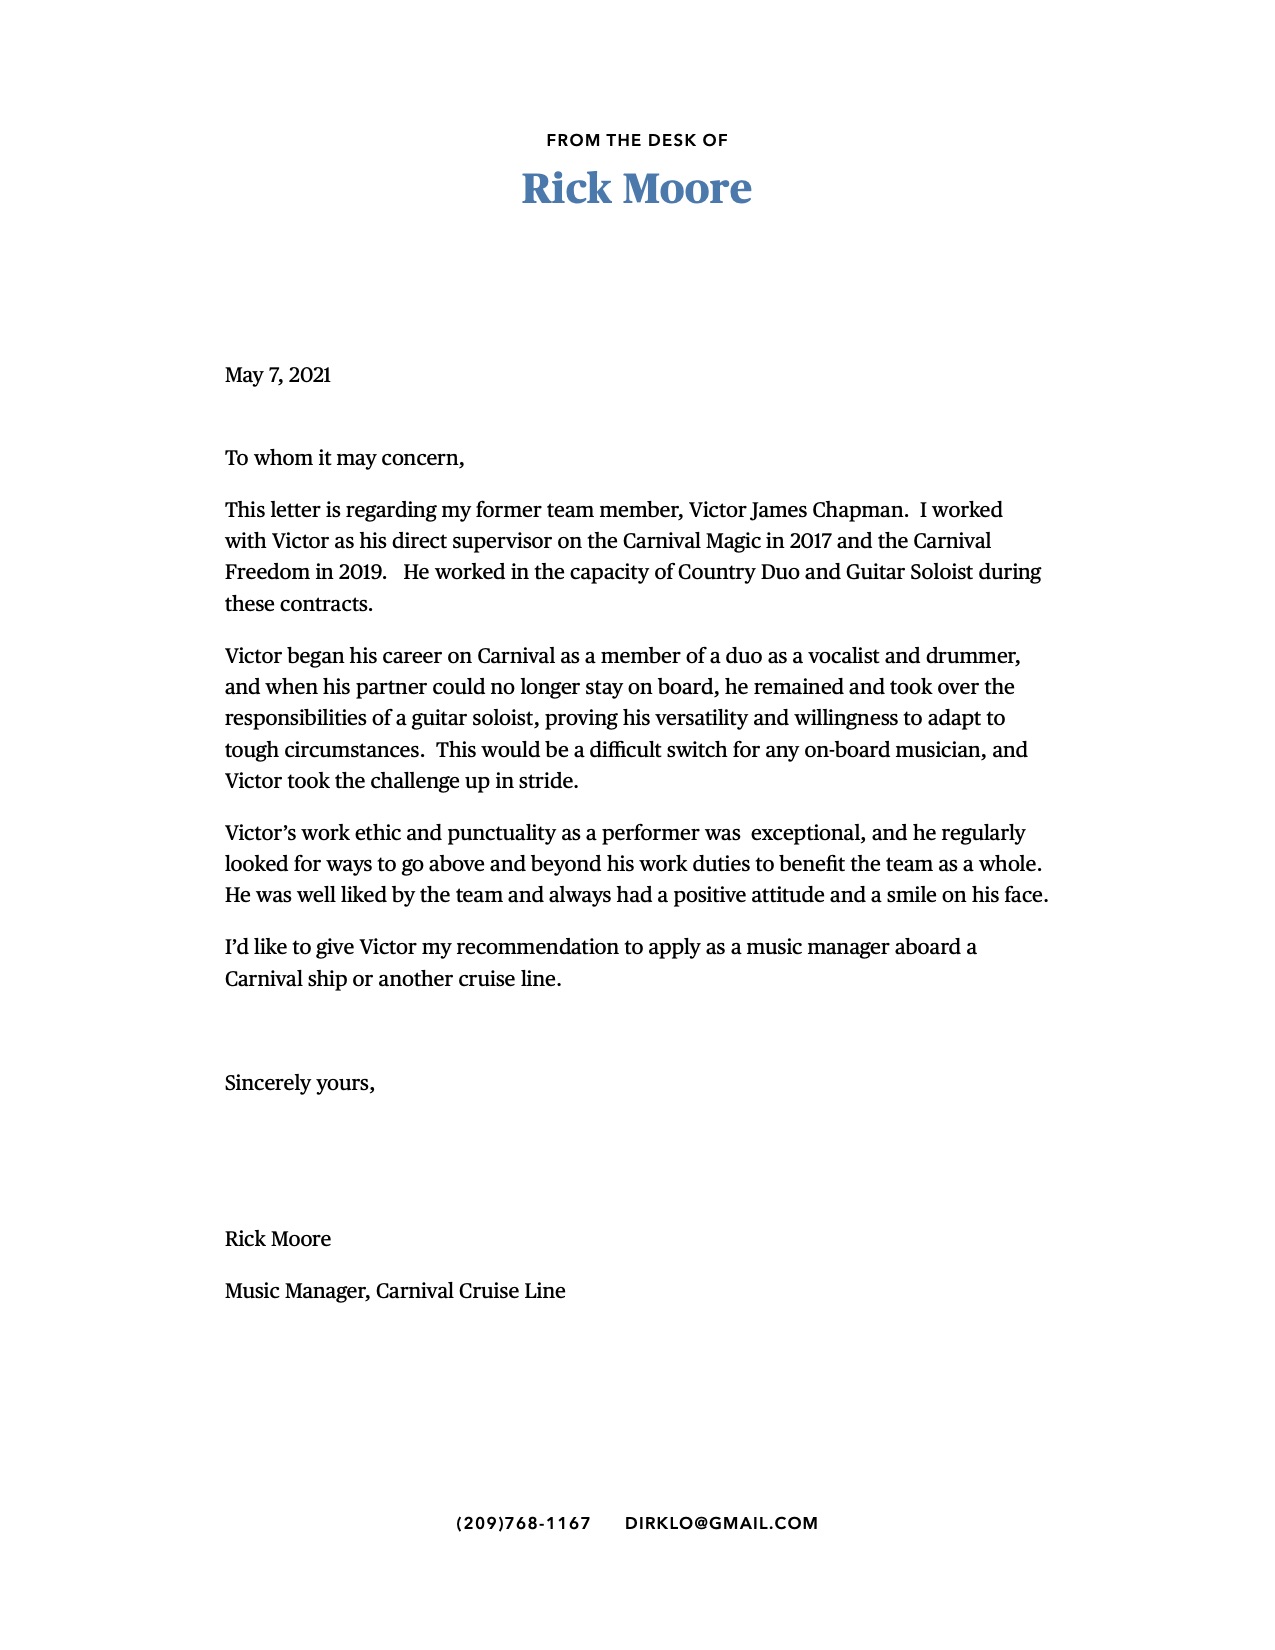 FROM THE DESK OF
Rick Moore
May 7, 2021
To whom it may concern,
This letter is regarding my former team member, Victor James Chapman.  I worked
with Victor as his direct supervisor on the Carnival Magic in 2017 and the Carnival
Freedom in 2019.   He worked in the capacity of Country Duo and Guitar Soloist during
these contracts.
Victor began his career on Carnival as a member of a duo as a vocalist and drummer,
and when his partner could no longer stay on board, he remained and took over the
responsibilities of a guitar soloist, proving his versatility and willingness to adapt to
tough circumstances.  This would be a difficult switch for any on-board musician, and
Victor took the challenge up in stride.
Victor’s work ethic and punctuality as a performer was  exceptional, and he regularly
looked for ways to go above and beyond his work duties to benefit the team as a whole.
He was well liked by the team and always had a positive attitude and a smile on his face.
I’d like to give Victor my recommendation to apply as a music manager aboard a
Carnival ship or another cruise line.
Sincerely yours,
Rick Moore
Music Manager, Carnival Cruise Line
(209)768-1167 DIRKLO@GMAIL.COM